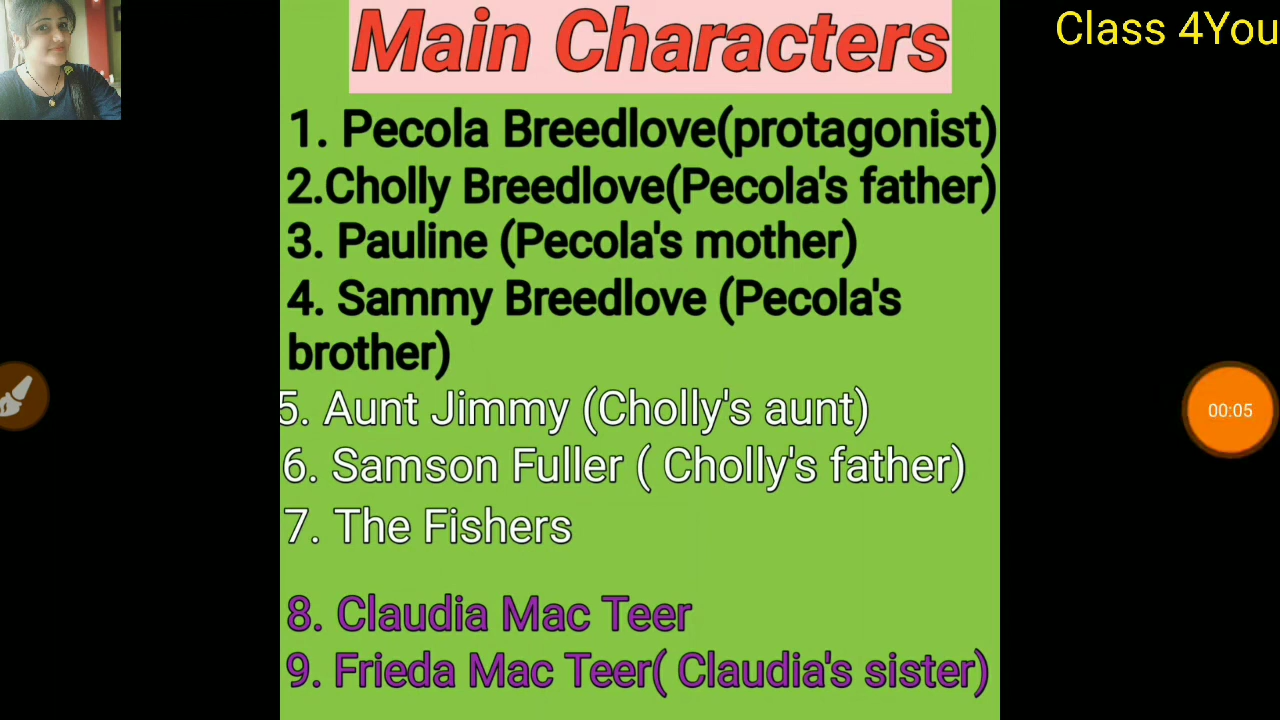 Main Characters
Class 4You
1. Pecola Breedlove(protagonist)
2.Cholly Breedlove(Pecola's father)
3. Pauline (Pecola's mother)
4. Sammy Breedlove (Pecola's
brother)
5. Aunt Jimmy (Cholly's aunt)
6. Samson Fuller ( Cholly's father)
7. The Fishers
8. Claudia Mac Teer
9. Frieda Mac Teer( Claudia's sister)
00:05